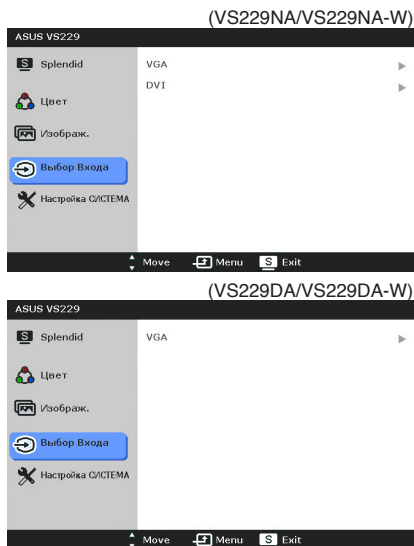 (VS229NA/VS229NA-W)
ASUS VS229
S Splendid
VGA
DVI
Цвет
Изображ.
Выбор Входа
Настройка СИСТЕМА
Move Menu S Exit
(VS229DA/VS229DA-W)
ASUS VS229
S Splendid
VGA
Цвет
Изображ.
Выбор Входа
Настройка СИСТЕМА
Move Menu S Exit